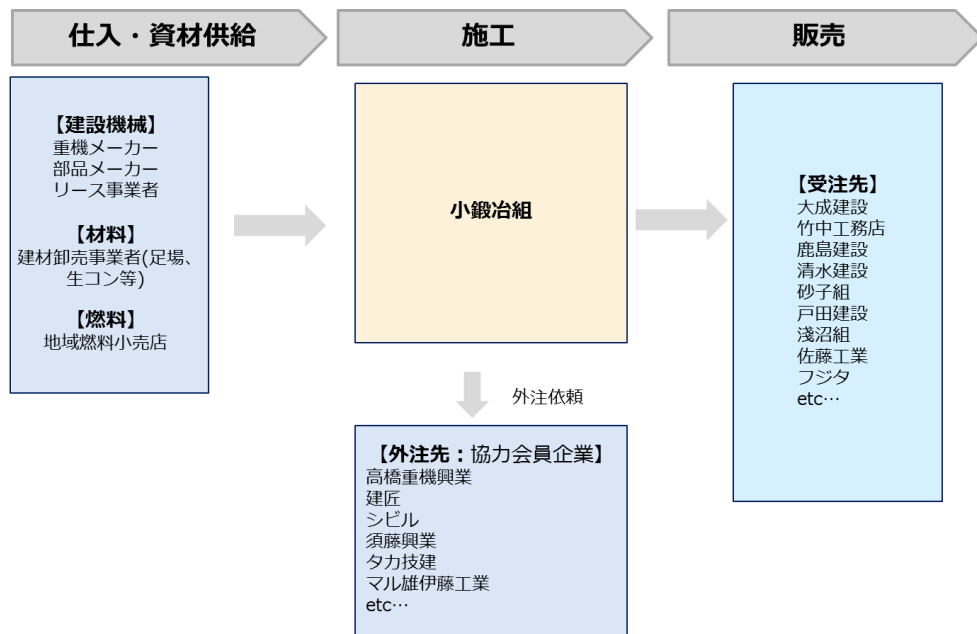 仕入・資材供給
施工
販売
【建設機械】
重機メーカー
部品メーカー
リース事業者
【材料】
建材卸売事業者(足場、
生コン等)
【燃料】
地域燃料小売店
小鍛冶組
外注依頼
【外注先：協力会員企業】
高橋重機興業
建匠
シビル
須藤興業
タカ技建
マル雄伊藤工業
etc…
【受注先】
大成建設
竹中工務店
鹿島建設
清水建設
砂子組
戸田建設
淺沼組
佐藤工業
フジタ
etc…